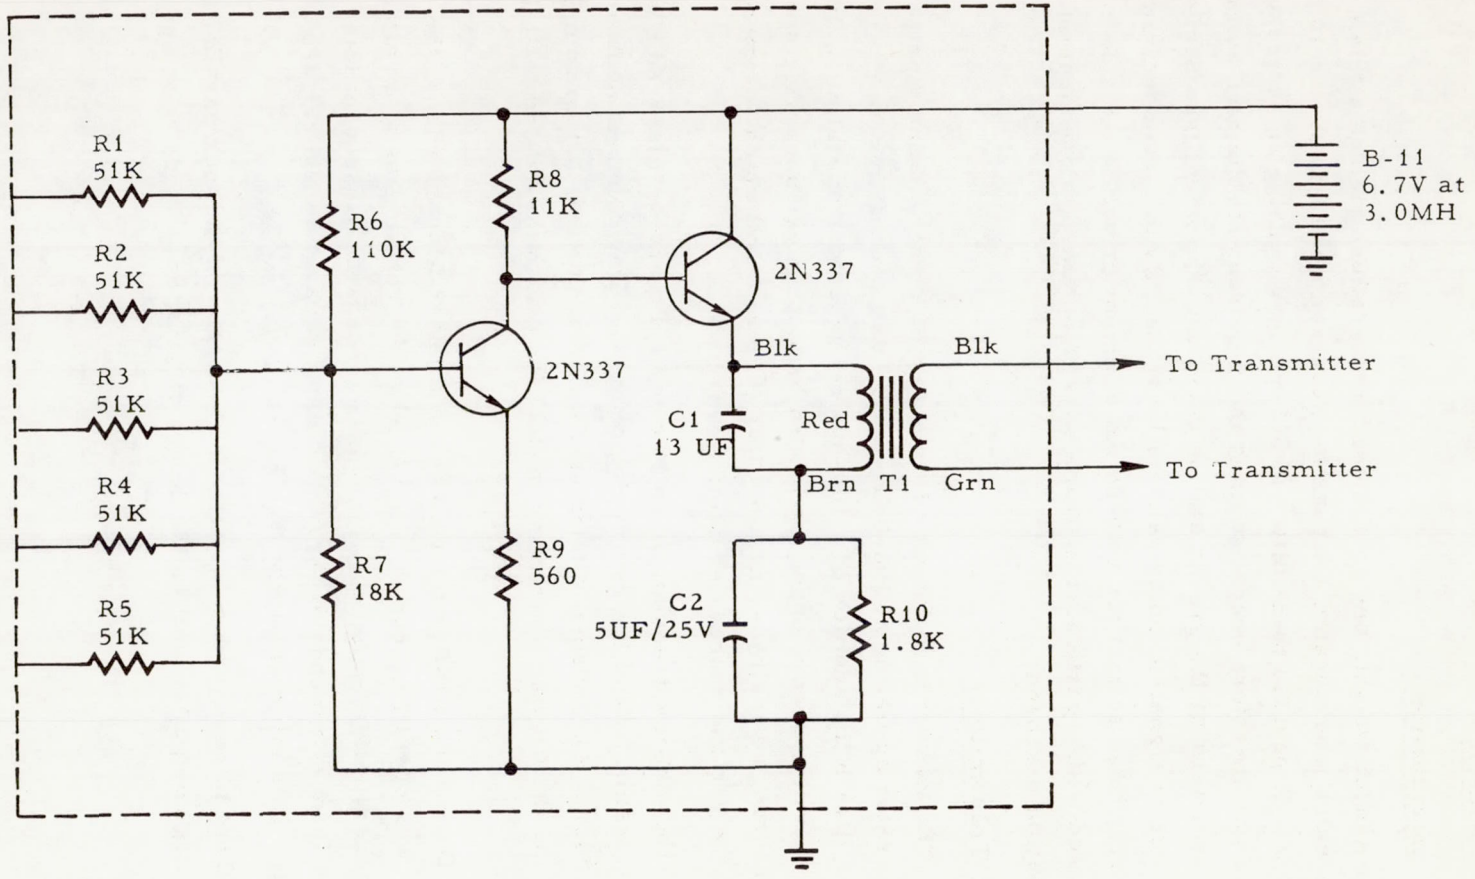 R1
51K
R2
51K
R3
51K
R4
51K
R5
51K
R6
110K
R7
18K
R8
11K
R9
560
2N337
2N337
Blk
C1
13 UF
Red
Brn
T1
Blk
Grn
C2
5UF/25V
R10
1.8K
To Transmitter
To Transmitter
B-11
6.7V at
3.0MH